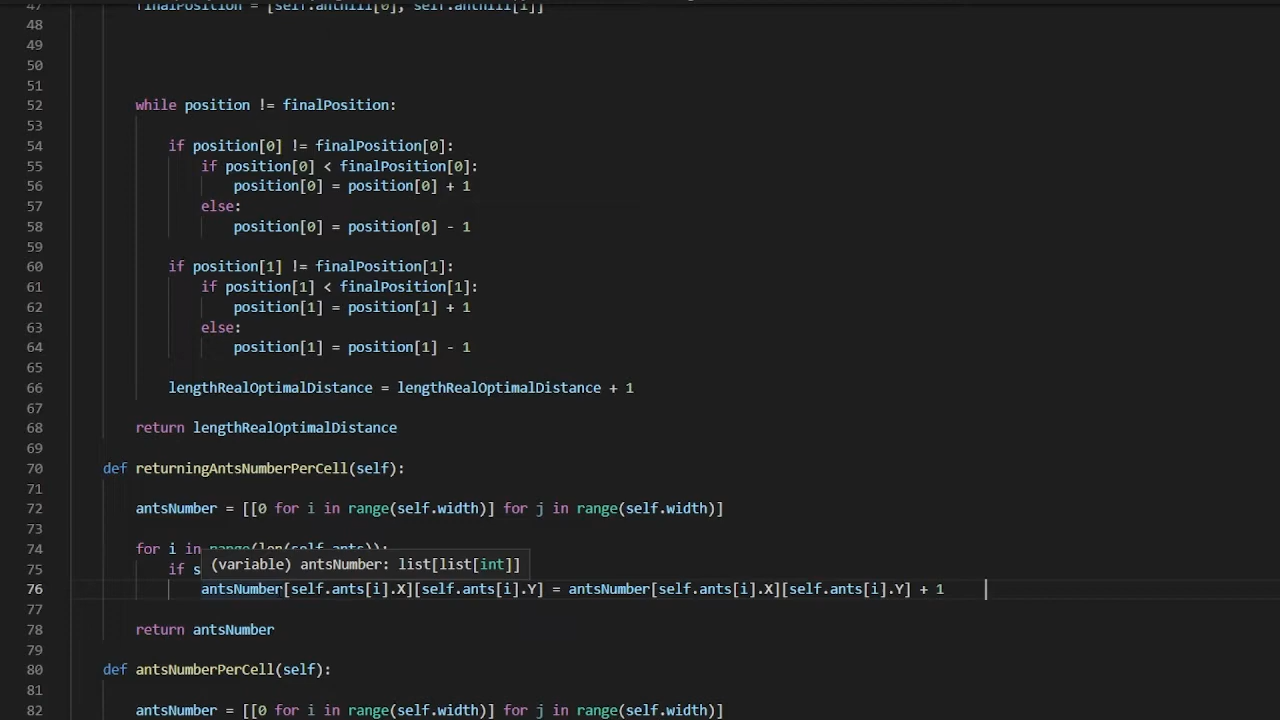 47 finalPosition = [self.anthill[0], self.anthill[1]]
48
49
50
51
52 while position != finalPosition:
53
54 if position[0] != finalPosition[0]:
55 if position[0] < finalPosition[0]:
56 position[0] = position[0] + 1
57 else:
58 position[0] = position[0] - 1
59
60 if position[1] != finalPosition[1]:
61 if position[1] < finalPosition[1]:
62 position[1] = position[1] + 1
63 else:
64 position[1] = position[1] - 1
65
66 lengthRealOptimalDistance = lengthRealOptimalDistance + 1
67
68 return lengthRealOptimalDistance
69
70 def returningAntsNumberPerCell(self):
71
72 antsNumber = [[0 for i in range(self.width)] for j in range(self.width)]
73
74 for i in range(len(self.ants)):
75 if s
(variable) antsNumber: list[list[int]]
76 antsNumber[self.ants[i].X][self.ants[i].Y] = antsNumber[self.ants[i].X][self.ants[i].Y] + 1
77
78 return antsNumber
79
80 def antsNumberPerCell(self):
81
82 antsNumber = [[0 for i in range(self.width)] for j in range(self.width)]